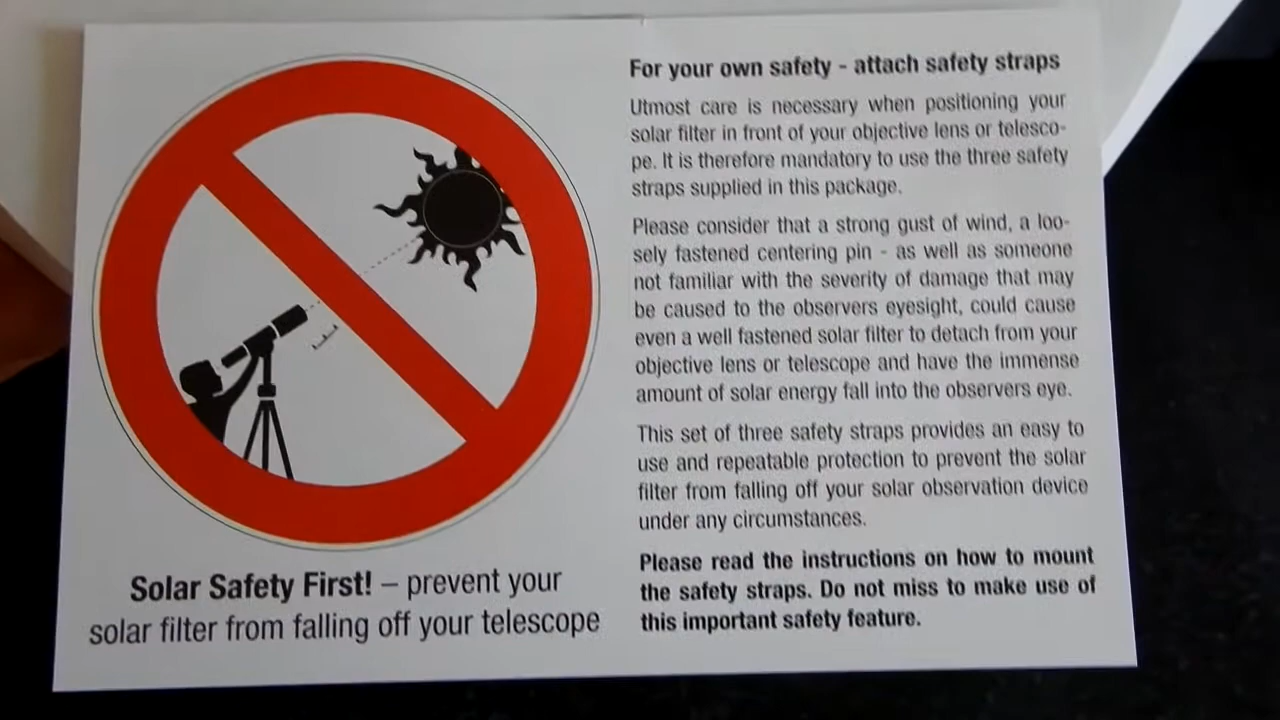 Solar Safety First! – prevent your
solar filter from falling off your telescope
For your own safety - attach safety straps
Utmost care is necessary when positioning your
solar filter in front of your objective lens or telesco-
pe. It is therefore mandatory to use the three safety
straps supplied in this package.
Please consider that a strong gust of wind, a loo-
sely fastened centering pin - as well as someone
not familiar with the severity of damage that may
be caused to the observers eyesight, could cause
even a well fastened solar filter to detach from your
objective lens or telescope and have the immense
amount of solar energy fall into the observers eye.
This set of three safety straps provides an easy to
use and repeatable protection to prevent the solar
filter from falling off your solar observation device
under any circumstances.
Please read the instructions on how to mount
the safety straps. Do not miss to make use of
this important safety feature.